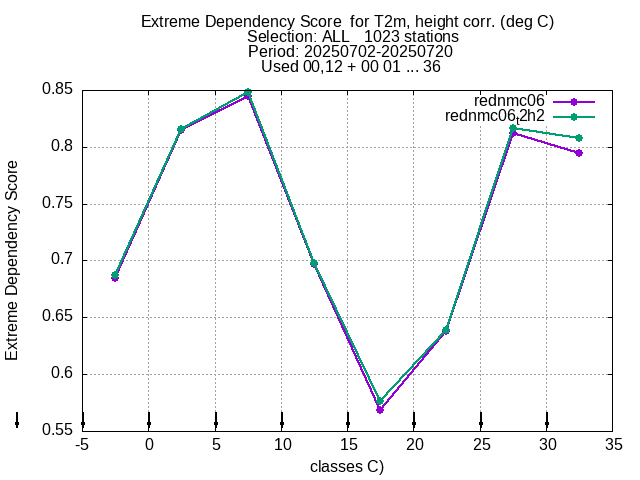 Extreme Dependency Score  for T2m, height corr. (deg C)
Selection: ALL   1023 stations
Period: 20250702-20250720
Used 00,12 + 00 01 ... 36
rednmc06
rednmc06t2h2
Extreme Dependency Score
0.85
0.8
0.75
0.7
0.65
0.6
0.55
-5 0 5 10 15 20 25 30 35
classes C)